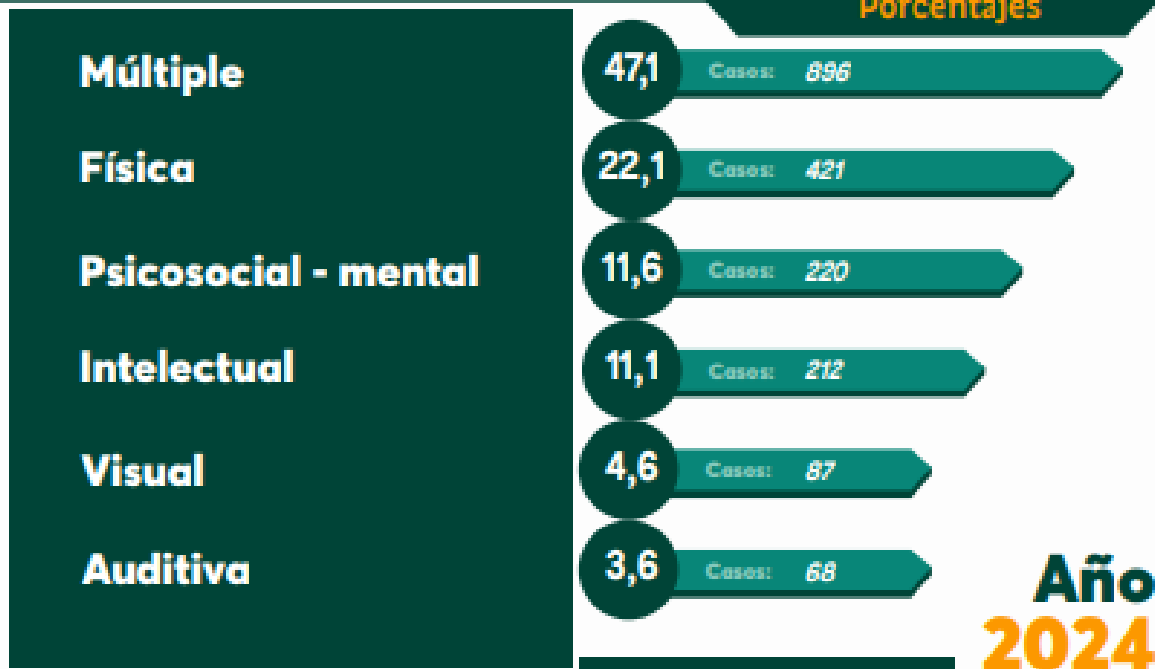 Porcentajes
Múltiple 47,1 Casos: 896
Física 22,1 Casos: 421
Psicosocial - mental 11,6 Casos: 220
Intelectual 11,1 Casos: 212
Visual 4,6 Casos: 87
Auditiva 3,6 Casos: 68
Año
2024